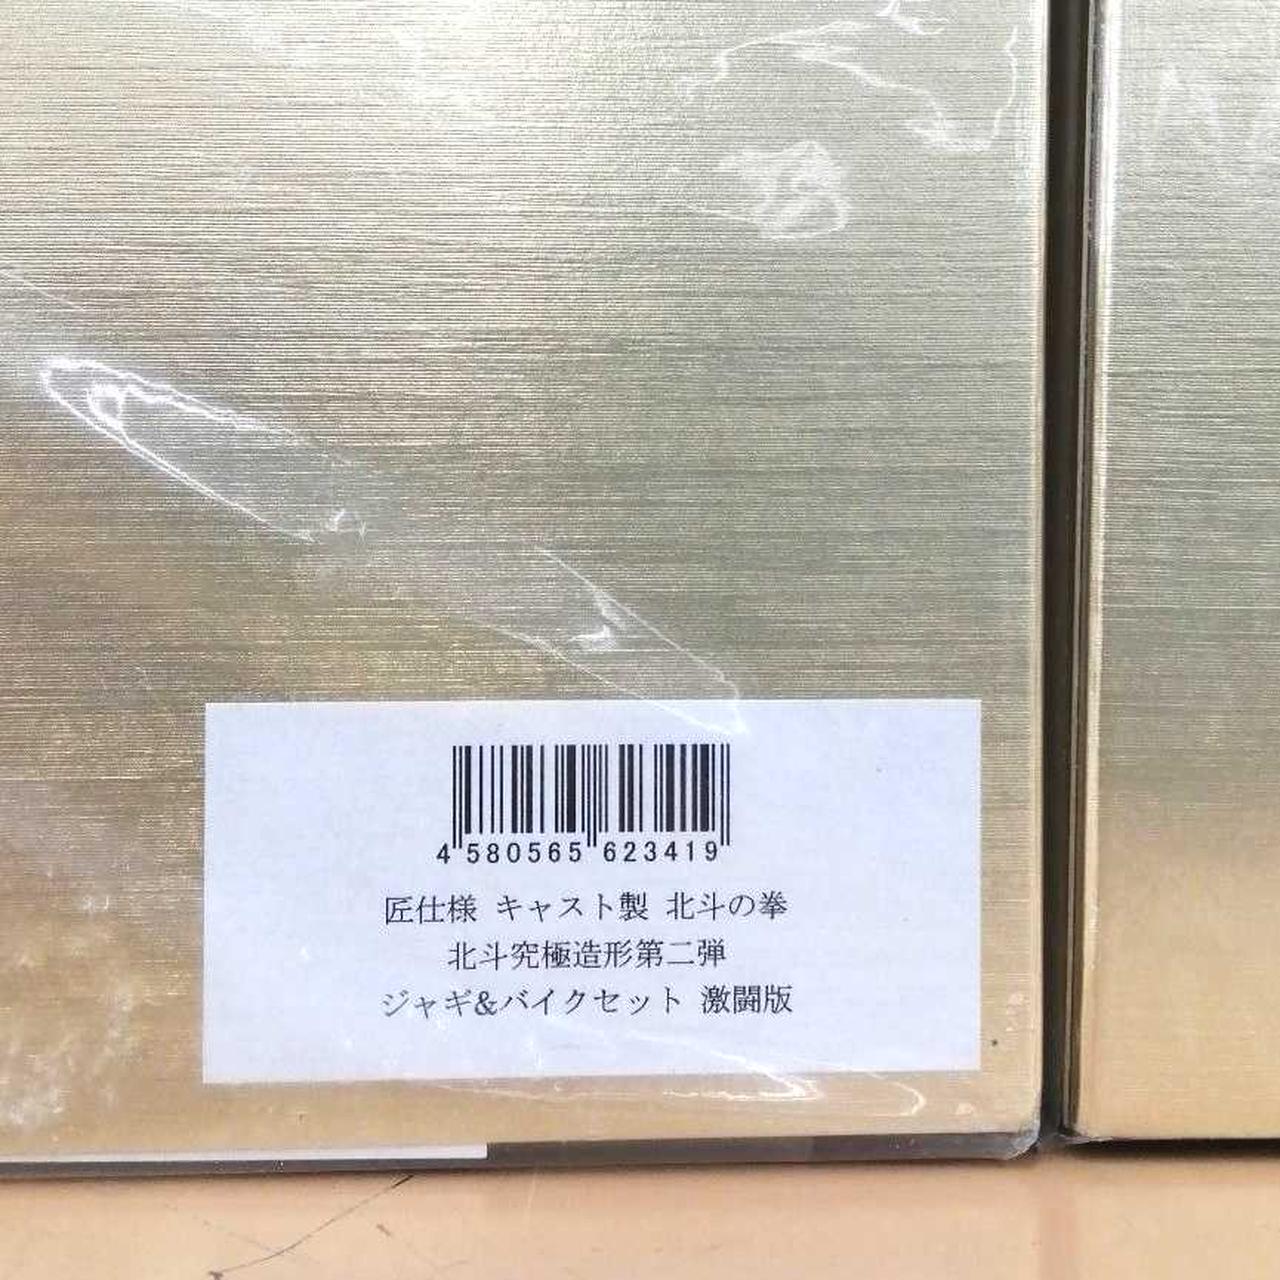 4 580565 623419
匠仕様 キャスト製 北斗の拳
北斗究極造形第二弾
ジャギ&バイクセット 激闘版